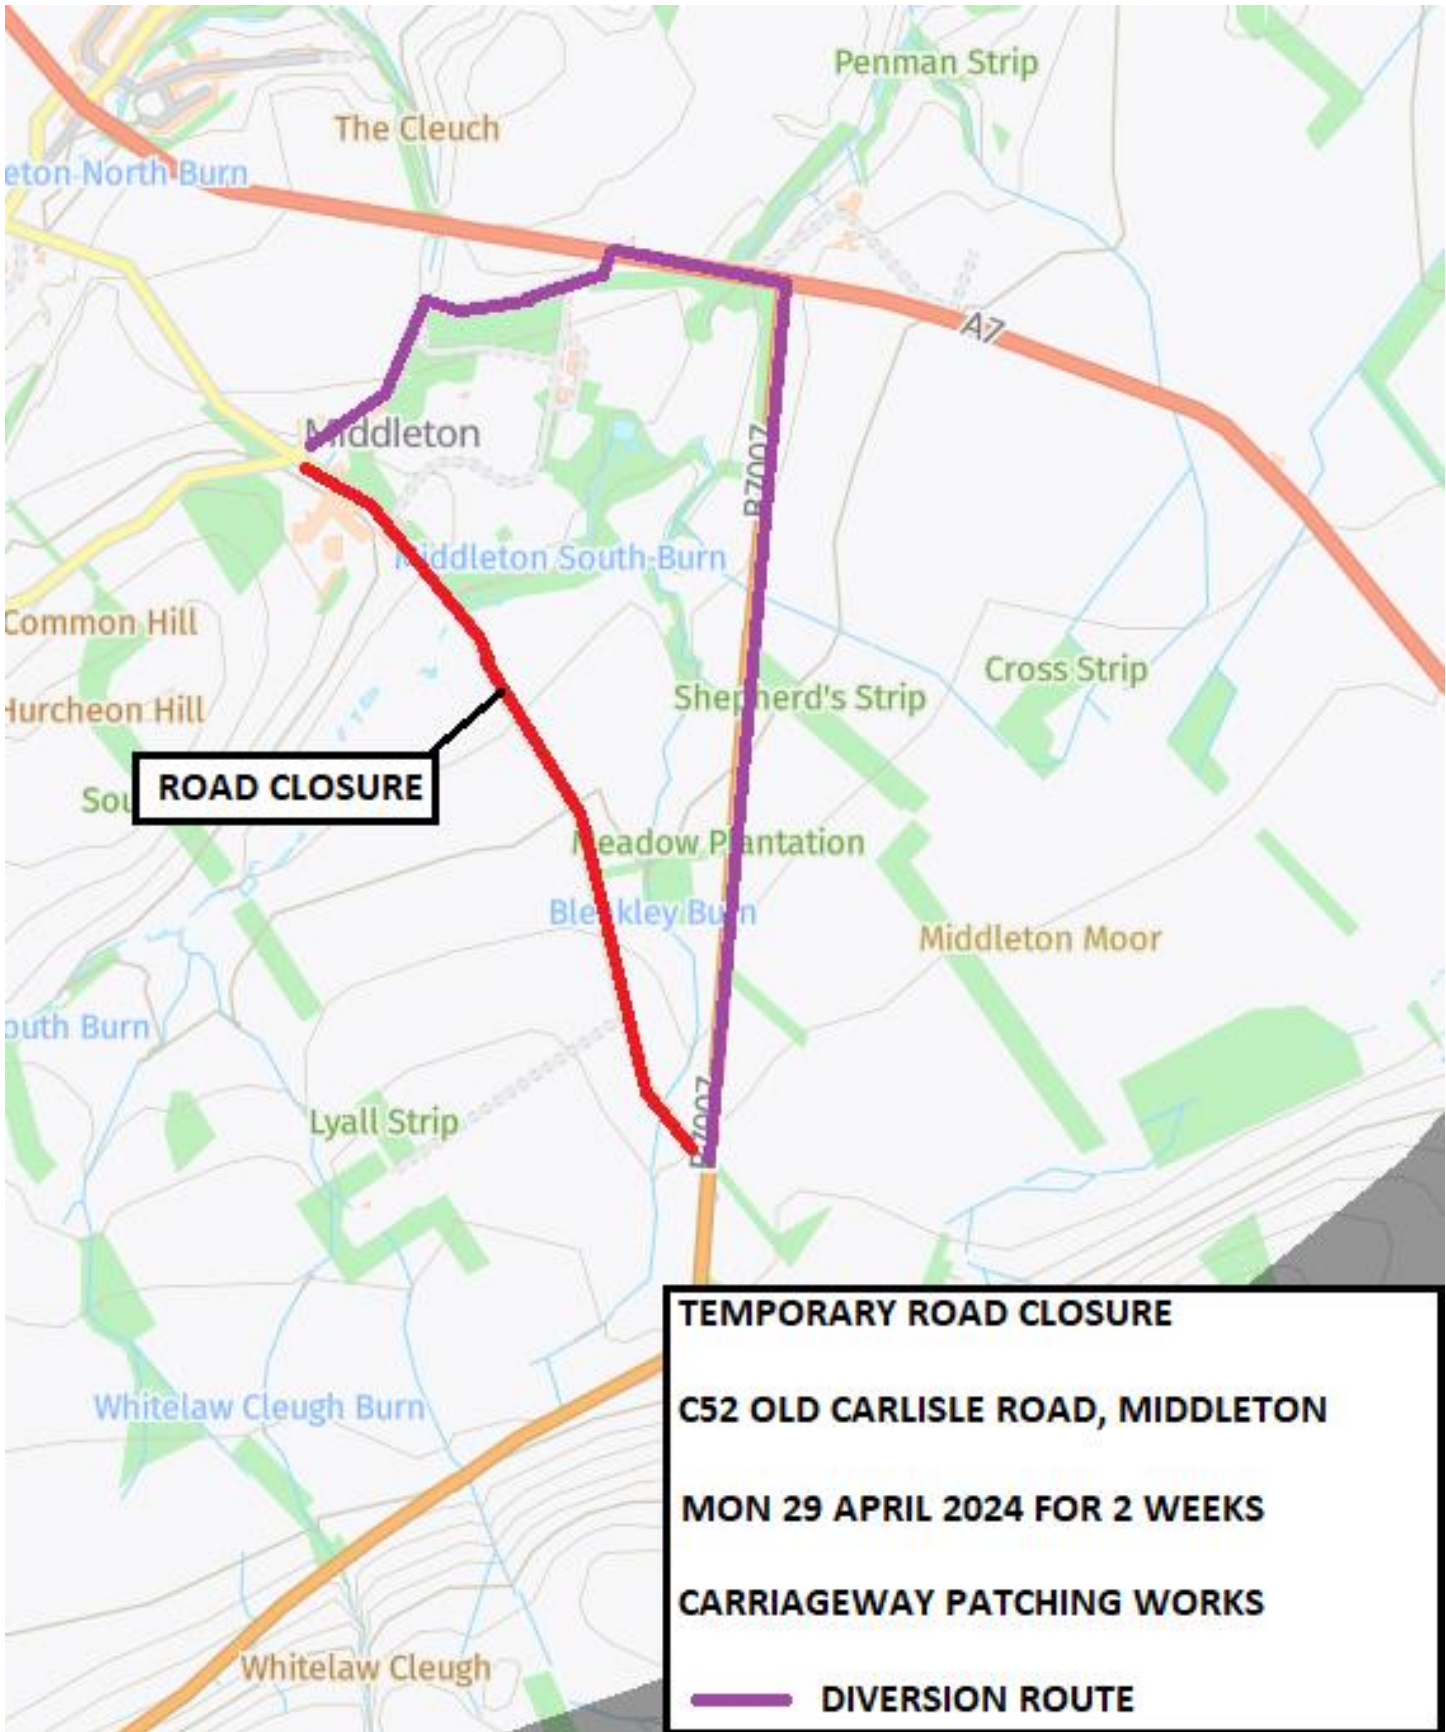 Penman Strip
The Cleuch
eton North Burn
A7
Middleton
B7007
Middleton South Burn
Common Hill
Cross Strip
Shepherd's Strip
Hurcheon Hill
ROAD CLOSURE
Sou
Meadow Plantation
Bleakley Burn
Middleton Moor
outh Burn
B7007
Lyall Strip
TEMPORARY ROAD CLOSURE
C52 OLD CARLISLE ROAD, MIDDLETON
Whitelaw Cleugh Burn
MON 29 APRIL 2024 FOR 2 WEEKS
CARRIAGEWAY PATCHING WORKS
Whitelaw Cleugh
DIVERSION ROUTE